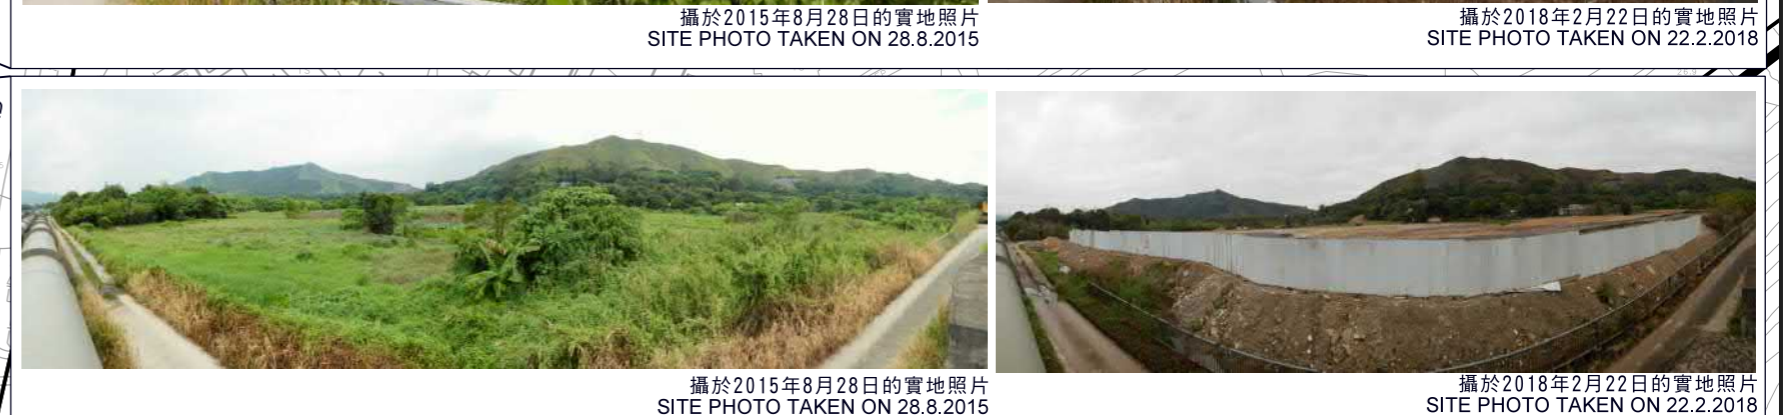 攝於2015年8月28日的實地照片
SITE PHOTO TAKEN ON 28.8.2015
攝於2018年2月22日的實地照片
SITE PHOTO TAKEN ON 22.2.2018
攝於2015年8月28日的實地照片
SITE PHOTO TAKEN ON 28.8.2015
攝於2018年2月22日的實地照片
SITE PHOTO TAKEN ON 22.2.2018